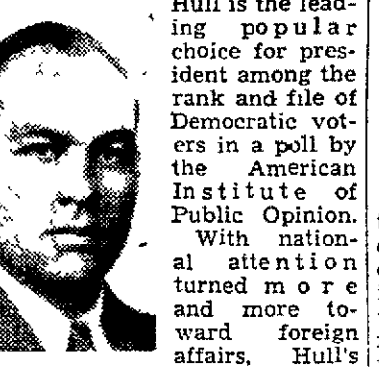 Hull is the lead-
ing popular
choice for pres-
ident among the
rank and file of
Democratic vot-
ers in a poll by
the American
Institute of
Public Opinion.
With nation-
al attention
turned more
and more to-
ward foreign
affairs, Hull's